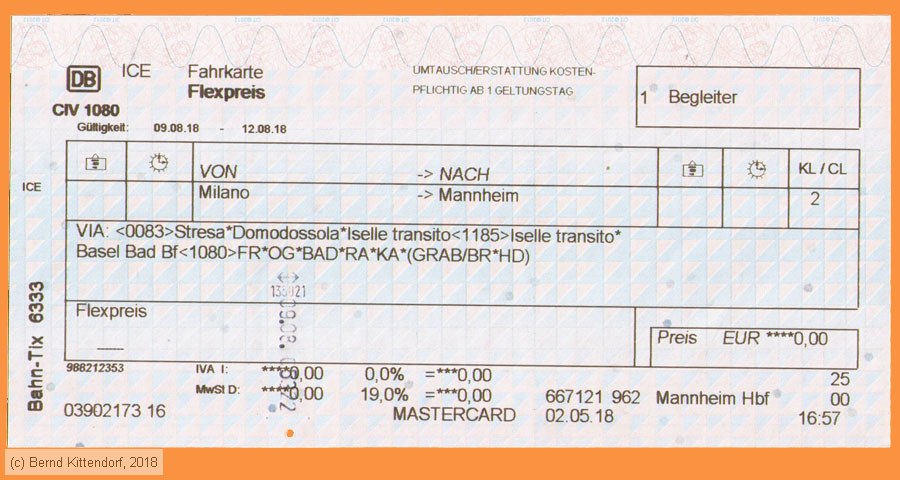 DB ICE Fahrkarte UMTAUSCH/ERSTATTUNG KOSTEN-
Flexpreis PFLICHTIG AB 1 GELTUNGSTAG
1 Begleiter
CIV 1080
Gültigkeit: 09.08.18 - 12.08.18
VON -> NACH KL / CL
ICE
Milano -> Mannheim 2
VIA: <0083>Stresa*Domodossola*Iselle transito<1185>Iselle transito*
Basel Bad Bf<1080>FR*OG*BAD*RA*KA*(GRAB/BR*HD)
Flexpreis
Preis EUR ****0,00
988212353 IVA I: ****0,00 0,0% =***0,00 25
MwSt D: ****0,00 19,0% =***0,00 667121 962 Mannheim Hbf 00
03902173 16 MASTERCARD 02.05.18 16:57
Bahn-Tix 6333
(c) Bernd Kittendorf, 2018